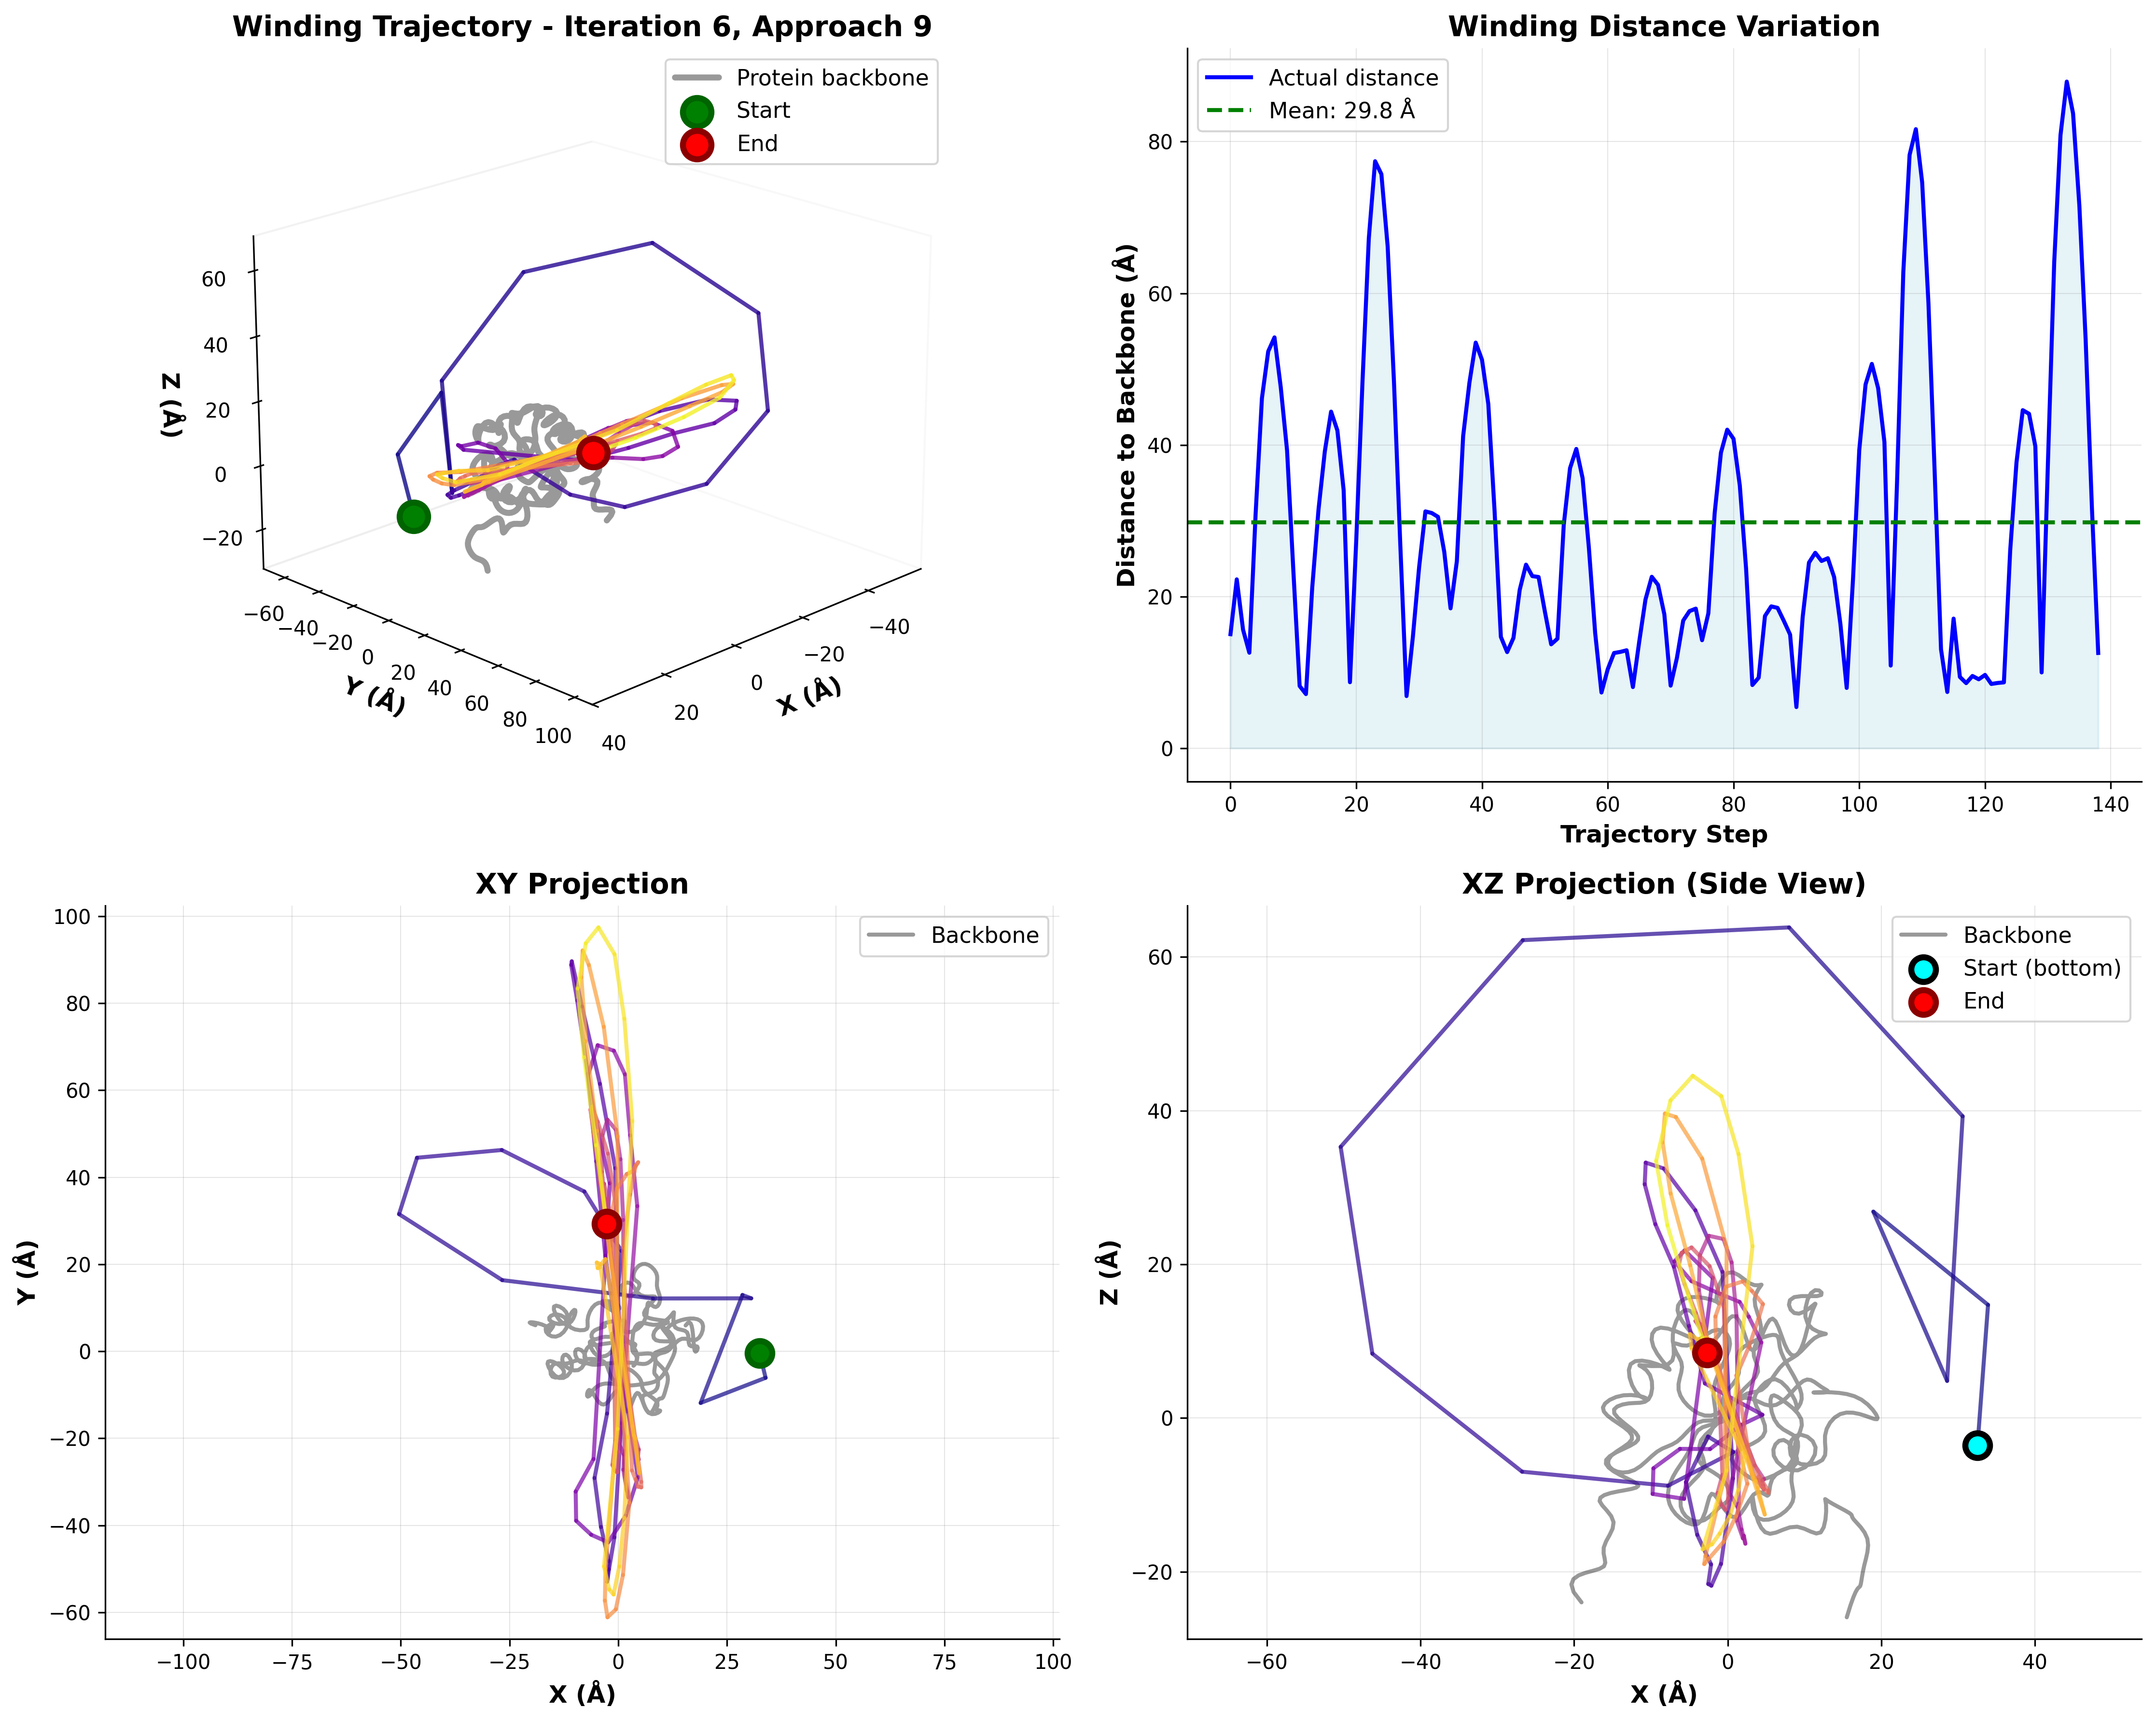 Winding Trajectory - Iteration 6, Approach 9
Protein backbone
Start
End
60
40
20
0
−20
Z (Å)
−60
−40
−20
0
20
40
60
80
100
Y (Å)
40
20
0
−20
−40
X (Å)
Winding Distance Variation
Actual distance
Mean: 29.8 Å
80
60
40
20
0
Distance to Backbone (Å)
0 20 40 60 80 100 120 140
Trajectory Step
XY Projection
Backbone
100
80
60
40
20
0
−20
−40
−60
Y (Å)
−100 −75 −50 −25 0 25 50 75 100
X (Å)
XZ Projection (Side View)
Backbone
Start (bottom)
End
60
40
20
0
−20
Z (Å)
−60 −40 −20 0 20 40
X (Å)